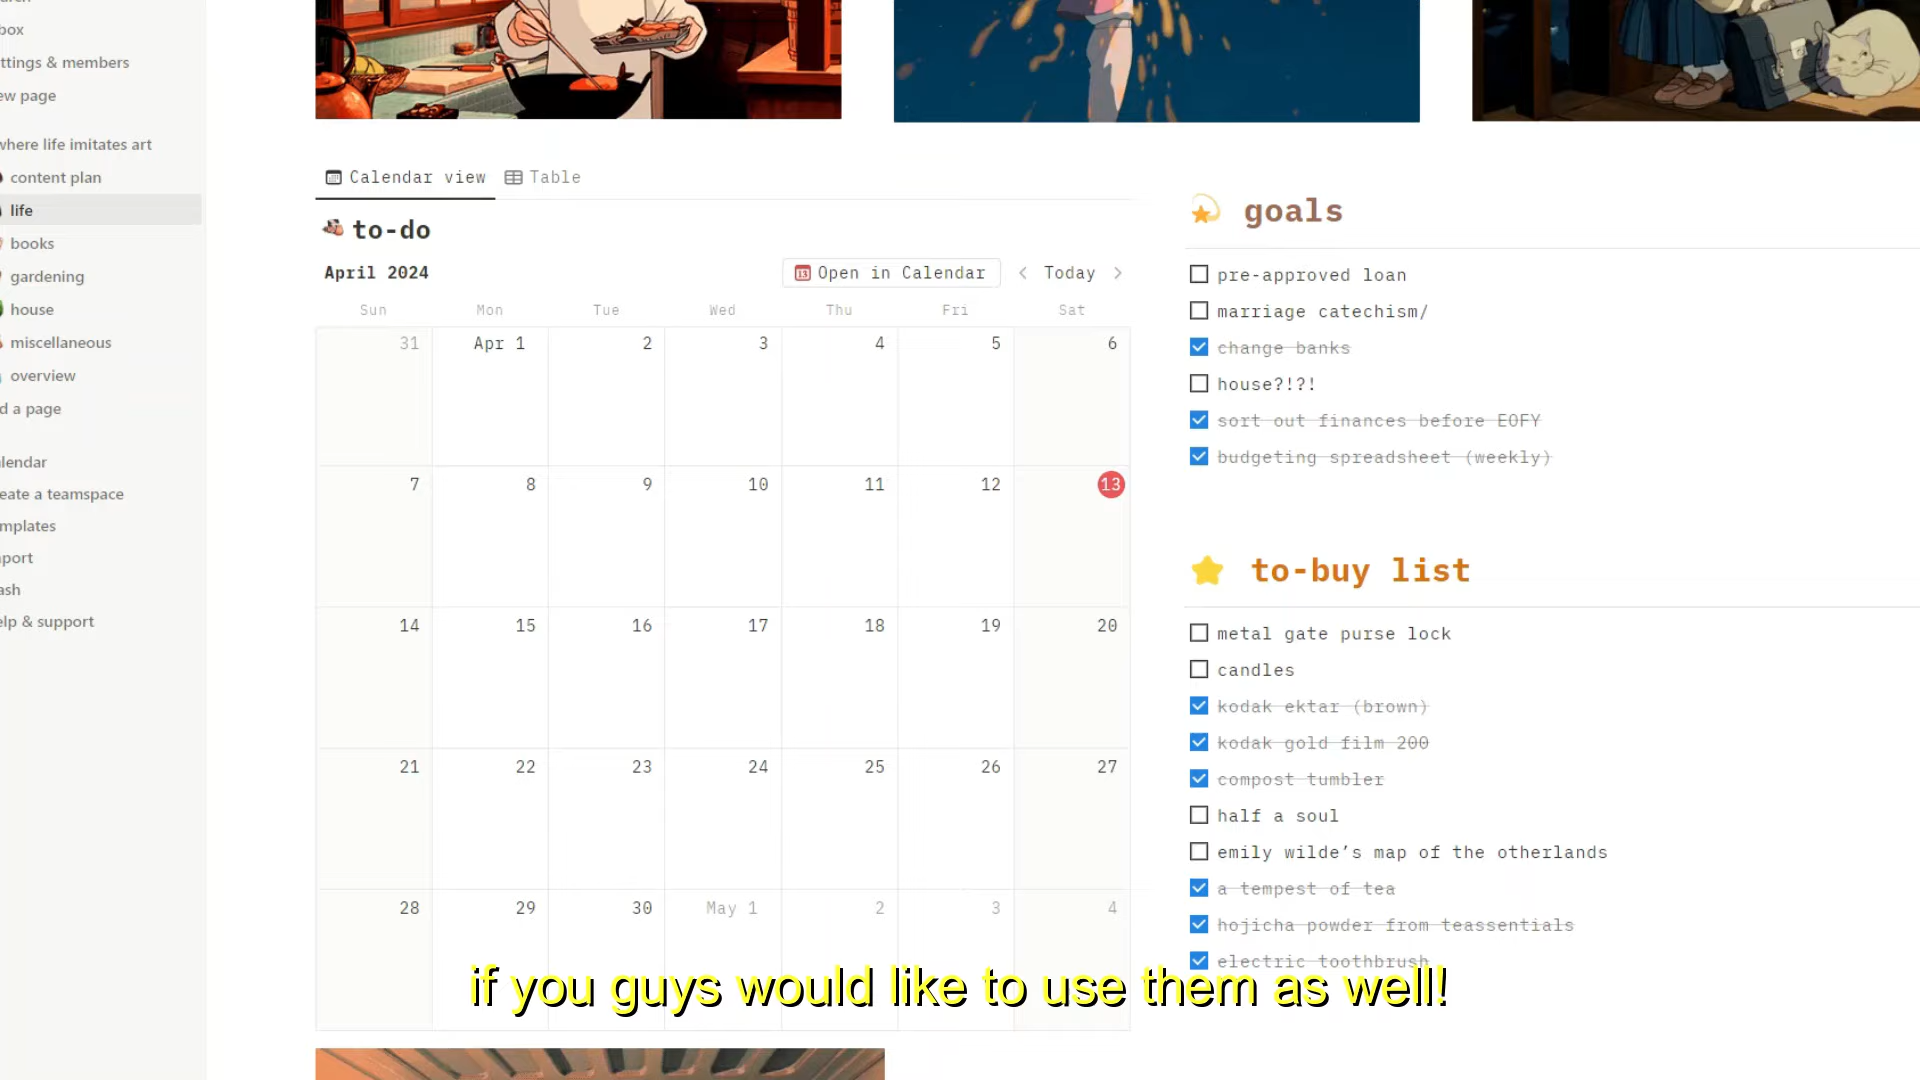 ttings & members
where life imitates art
content plan
life
books
gardening
house
miscellaneous
overview
d a page
lendar
eate a teamspace
mplates
port
ash
elp & support
Calendar view Table
to-do
April 2024
Open in Calendar
Today
Sun Mon Tue Wed Thu Fri Sat
31 Apr 1 2 3 4 5 6
7 8 9 10 11 12 13
14 15 16 17 18 19 20
21 22 23 24 25 26 27
28 29 30 May 1 2 3 4
goals
pre-approved loan
marriage catechism/
change banks
house?!?!
sort out finances before EOFY
budgeting spreadsheet (weekly)
to-buy list
metal gate purse lock
candles
kodak ektar (brown)
kodak gold film 200
compost tumbler
half a soul
emily wilde’s map of the otherlands
a tempest of tea
hojicha powder from teassentials
electric toothbrush
if you guys would like to use them as well!